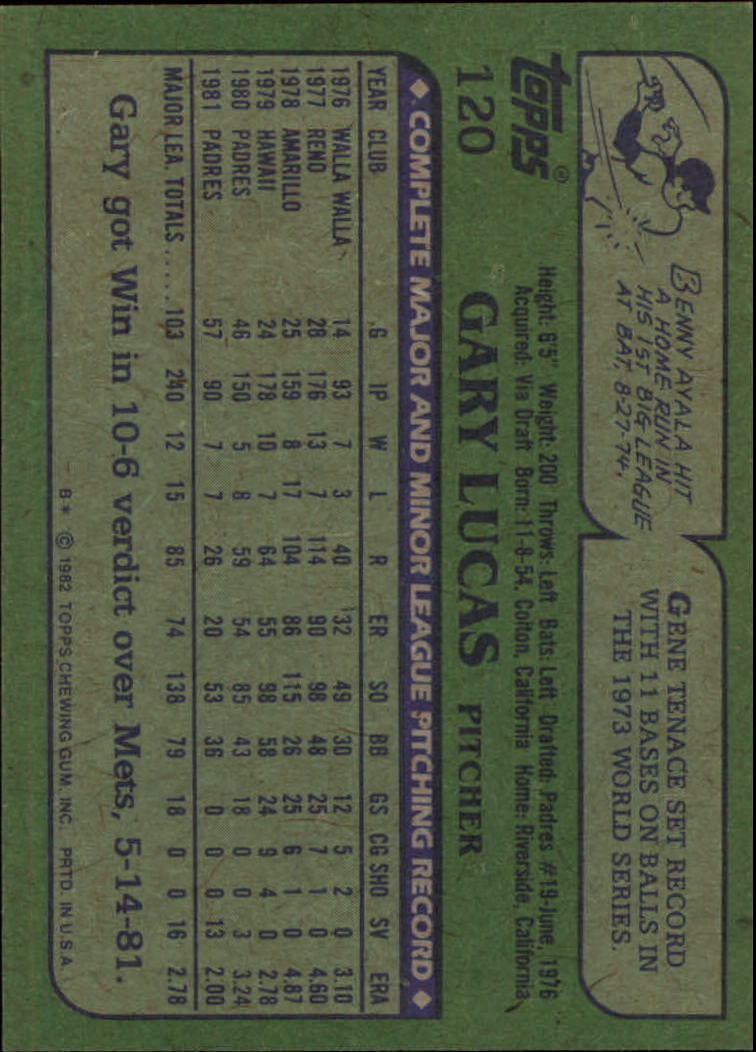 BENNY AYALA HIT
A HOME RUN IN
HIS 1ST BIG LEAGUE
AT BAT, 8-27-74.
GENE TENACE SET RECORD
WITH 11 BASES ON BALLS IN
THE 1973 WORLD SERIES.
topps®
120
Height: 6'5" Weight: 200 Throws: Left Bats: Left Drafted: Padres #19-June, 1976
Acquired: Via Draft Born: 11-8-54, Colton, California Home: Riverside, California
GARY LUCAS PITCHER
◆ COMPLETE MAJOR AND MINOR LEAGUE PITCHING RECORD ◆
YEAR CLUB G IP W L R ER SO BB GS CG SHO SV ERA
1976 WALLA WALLA 14 93 7 3 40 32 49 30 12 5 2 0 3.10
1977 RENO 28 176 13 7 114 90 98 48 25 7 1 0 4.60
1978 AMARILLO 25 159 8 17 104 86 115 26 25 6 1 0 4.87
1979 HAWAII 24 178 10 7 64 55 98 58 24 9 4 0 2.78
1980 PADRES 46 150 5 8 59 54 85 43 18 0 0 3 3.24
1981 PADRES 57 90 7 7 26 20 53 36 0 0 0 13 2.00
MAJOR LEA. TOTALS ..... 103 240 12 15 85 74 138 79 18 0 0 16 2.78
Gary got Win in 10-6 verdict over Mets, 5-14-81.
B* © 1982 TOPPS CHEWING GUM, INC. PRTD. IN U.S.A.